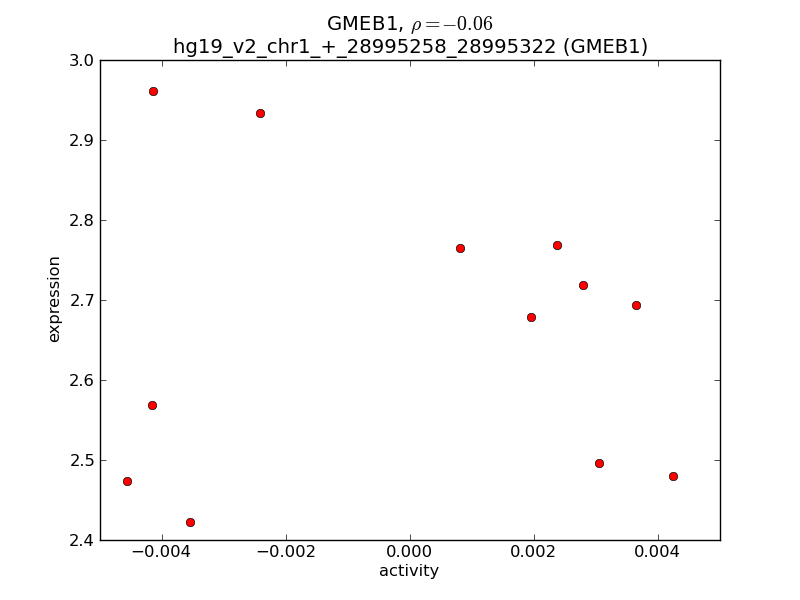 GMEB1, ρ = −0.06
hg19_v2_chr1_+_28995258_28995322 (GMEB1)
3.0
2.9
2.8
2.7
2.6
2.5
2.4
expression
−0.004 −0.002 0.000 0.002 0.004
activity